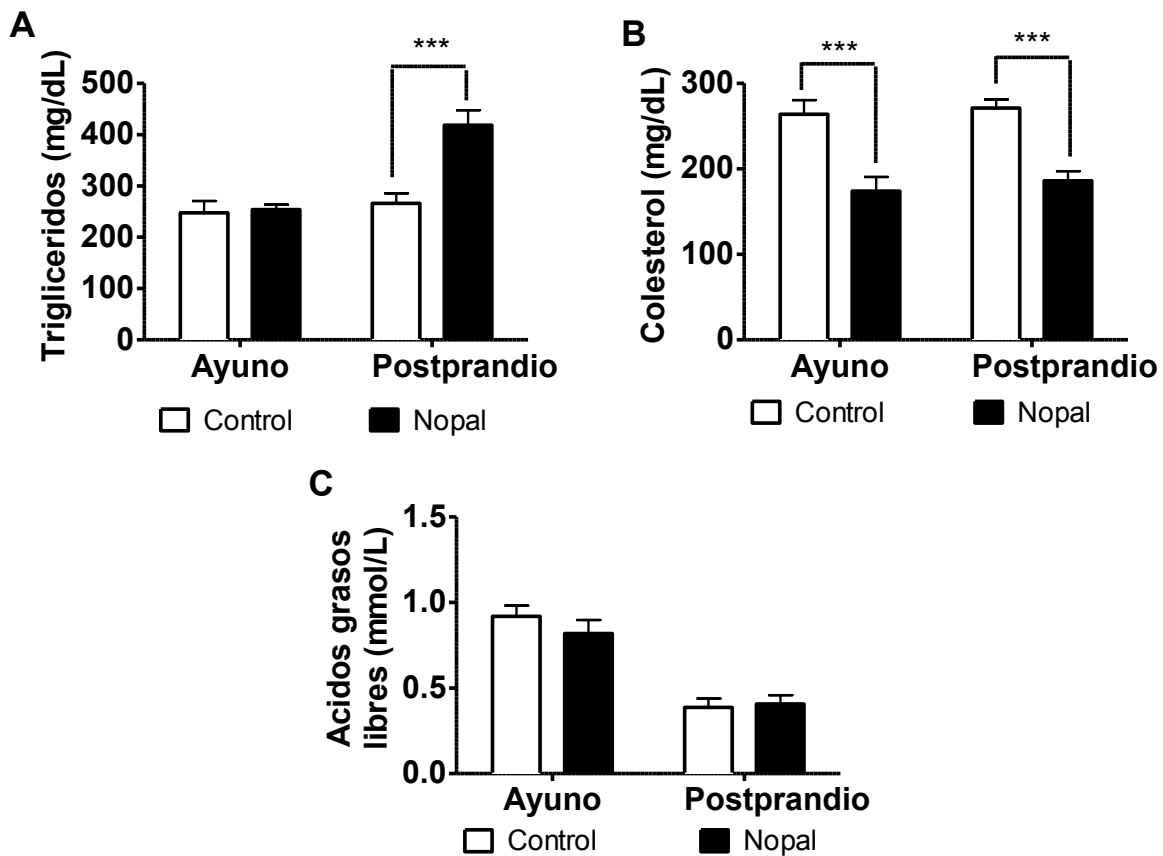 A
Trigliceridos (mg/dL)
500
400
300
200
100
0
***
Ayuno Postprandio
Control Nopal
B
Colesterol (mg/dL)
300
200
100
0
***
***
Ayuno Postprandio
Control Nopal
C
Acidos grasos
libres (mmol/L)
1.5
1.0
0.5
0.0
Ayuno Postprandio
Control Nopal